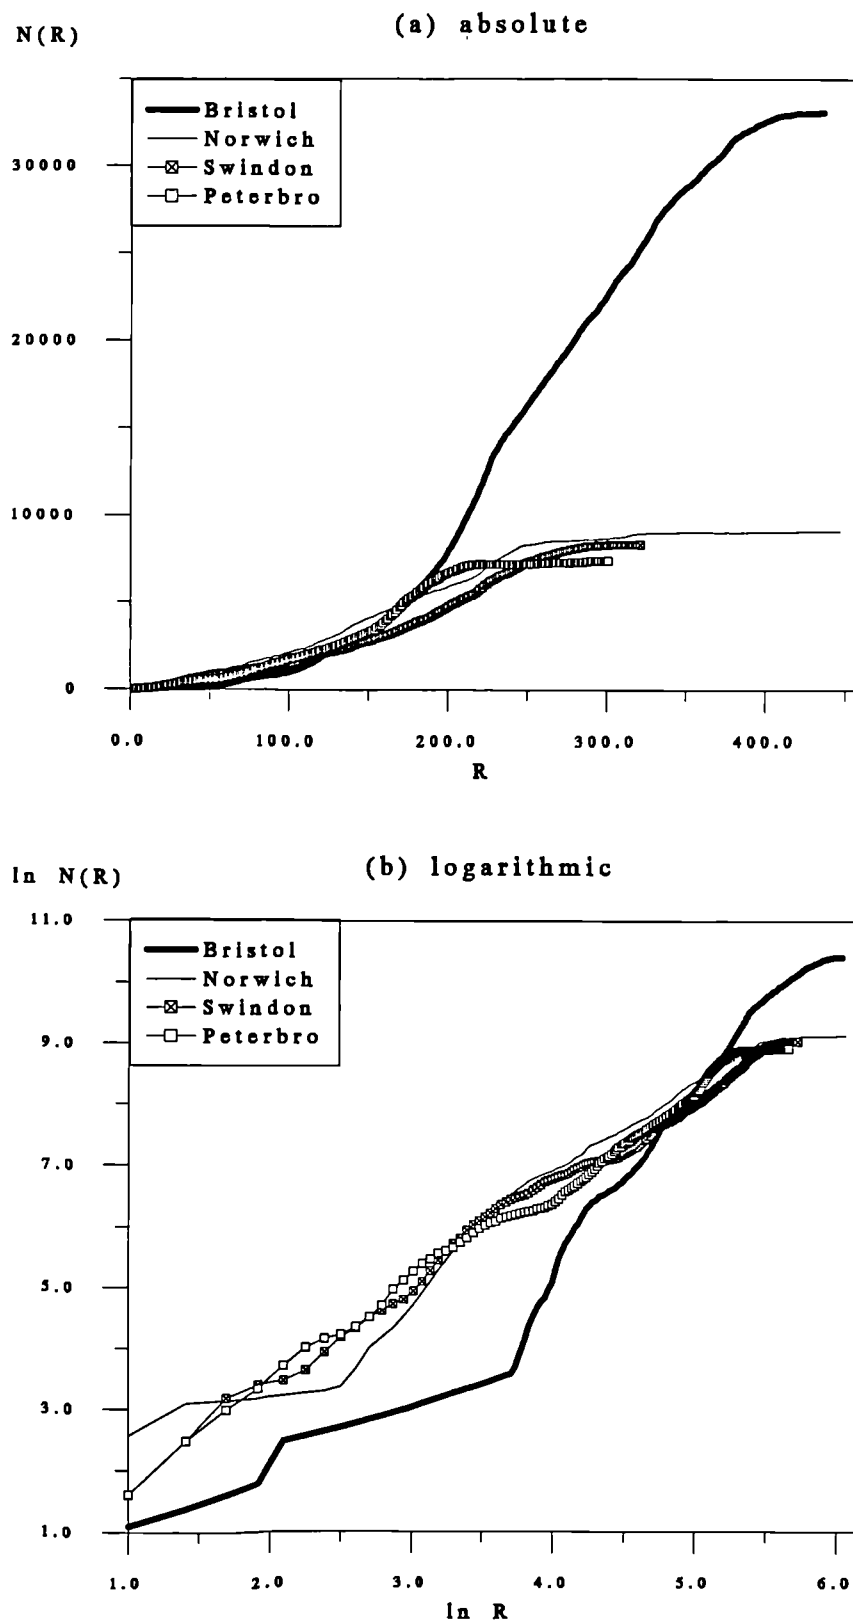 (a) absolute
N(R)
Bristol
Norwich
Swindon
Peterbro
30000
20000
10000
0
0.0 100.0 200.0 300.0 400.0
R
(b) logarithmic
ln N(R)
11.0
Bristol
Norwich
Swindon
Peterbro
9.0
7.0
5.0
3.0
1.0
1.0 2.0 3.0 4.0 5.0 6.0
ln R